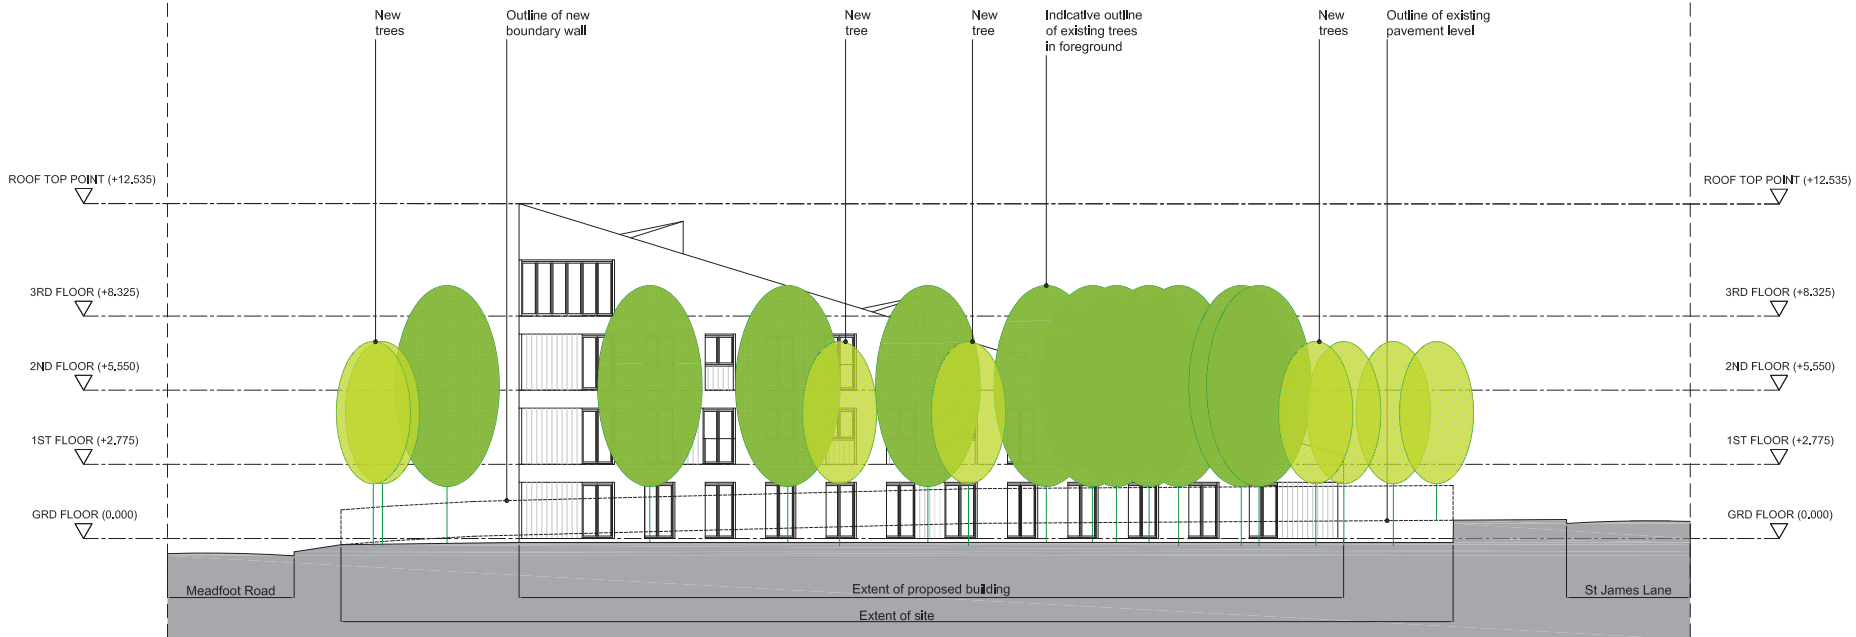 New
trees
Outline of new
boundary wall
New
tree
New
tree
Indicative outline
of existing trees
in foreground
New
trees
Outline of existing
pavement level
ROOF TOP POINT (+12.535)
ROOF TOP POINT (+12.535)
3RD FLOOR (+8.325)
3RD FLOOR (+8.325)
2ND FLOOR (+5.550)
2ND FLOOR (+5.550)
1ST FLOOR (+2.775)
1ST FLOOR (+2.775)
GRD FLOOR (0.000)
GRD FLOOR (0.000)
Meadfoot Road
Extent of proposed building
St James Lane
Extent of site